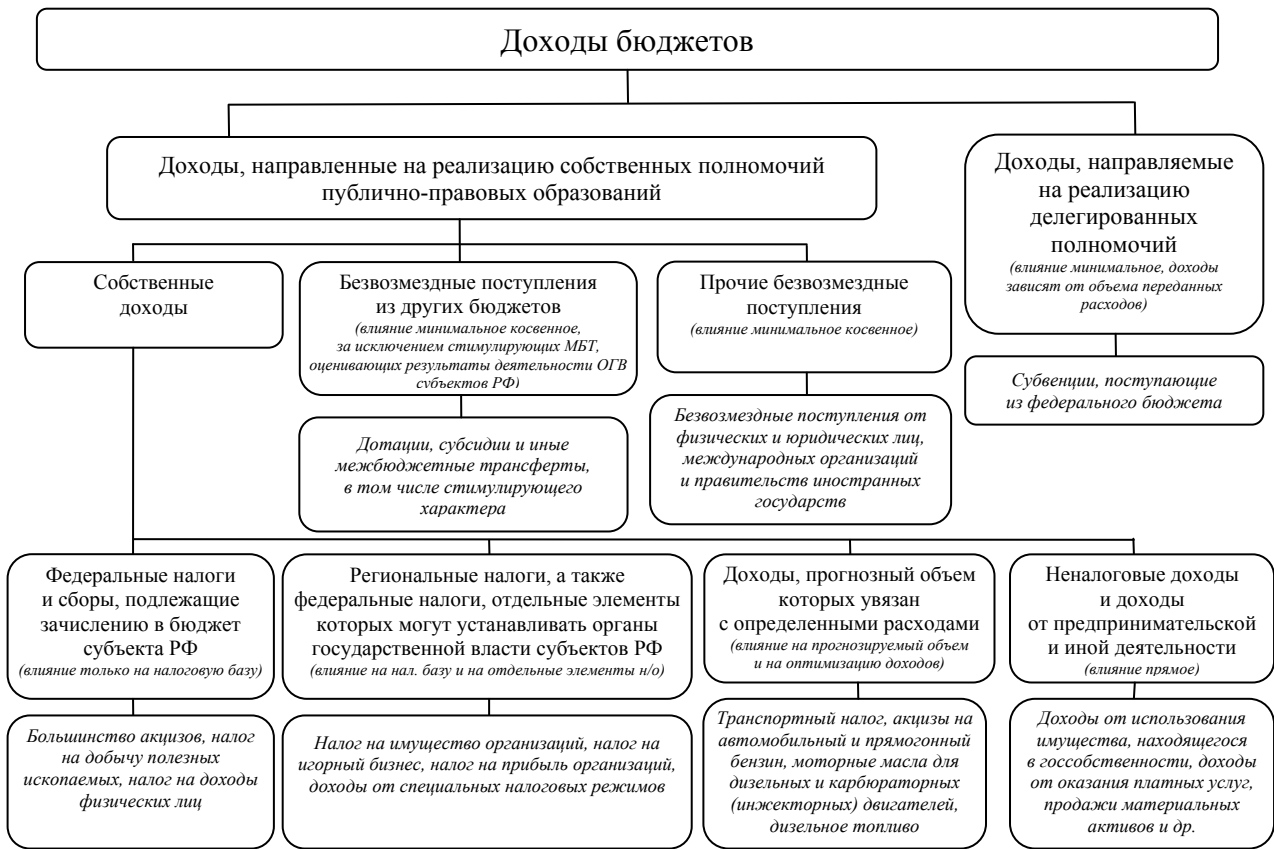 Доходы бюджетов
Доходы, направленные на реализацию собственных полномочий
публично-правовых образований
Доходы, направляемые
на реализацию
делегированных
полномочий
(влияние минимальное, доходы
зависят от объема переданных
расходов)
Собственные
доходы
Безвозмездные поступления
из других бюджетов
(влияние минимальное косвенное,
за исключением стимулирующих МБТ,
оценивающих результаты деятельности ОГВ
субъектов РФ)
Прочие безвозмездные
поступления
(влияние минимальное косвенное)
Субвенции, поступающие
из федерального бюджета
Дотации, субсидии и иные
межбюджетные трансферты,
в том числе стимулирующего
характера
Безвозмездные поступления от
физических и юридических лиц,
международных организаций
и правительств иностранных
государств
Федеральные налоги
и сборы, подлежащие
зачислению в бюджет
субъекта РФ
(влияние только на налоговую базу)
Региональные налоги, а также
федеральные налоги, отдельные элементы
которых могут устанавливать органы
государственной власти субъектов РФ
(влияние на нал. базу и на отдельные элементы н/о)
Доходы, прогнозный объем
которых увязан
с определенными расходами
(влияние на прогнозируемый объем
и на оптимизацию доходов)
Неналоговые доходы
и доходы
от предпринимательской
и иной деятельности
(влияние прямое)
Большинство акцизов, налог
на добычу полезных
ископаемых, налог на доходы
физических лиц
Налог на имущество организаций, налог на
игорный бизнес, налог на прибыль организаций,
доходы от специальных налоговых режимов
Транспортный налог, акцизы на
автомобильный и прямогонный
бензин, моторные масла для
дизельных и карбюраторных
(инжекторных) двигателей,
дизельное топливо
Доходы от использования
имущества, находящегося
в госсобственности, доходы
от оказания платных услуг,
продажи материальных
активов и др.